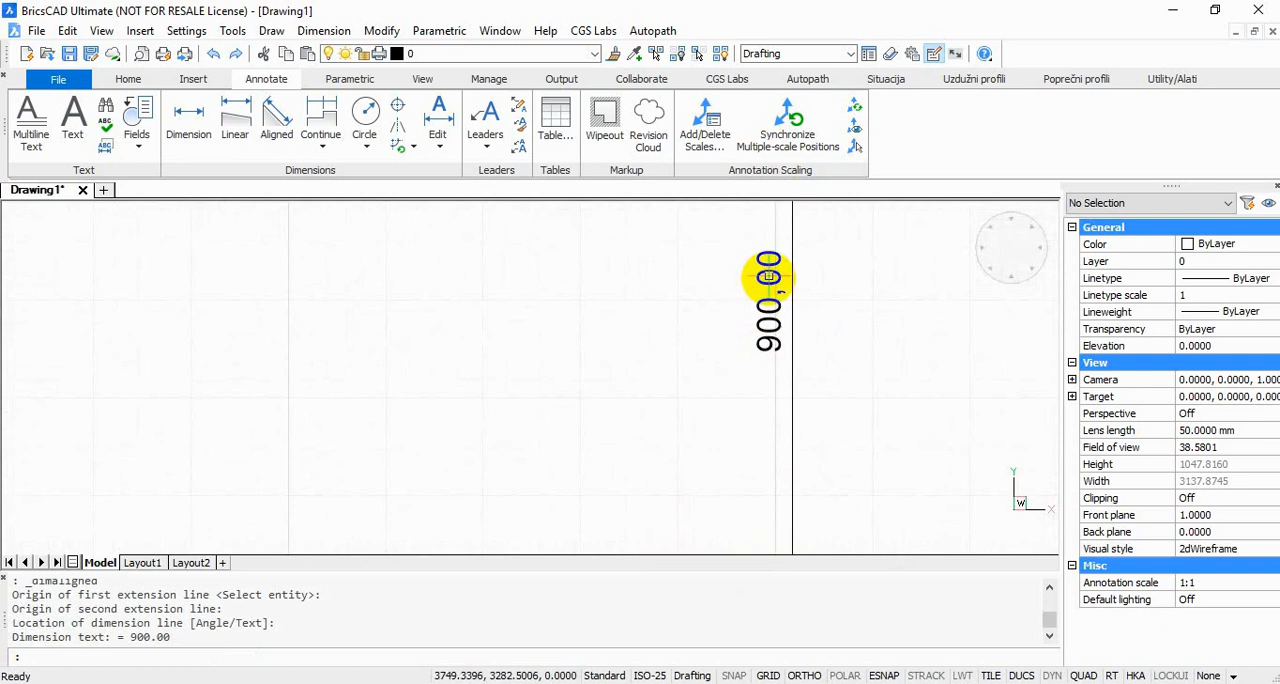 BricsCAD Ultimate (NOT FOR RESALE License) - [Drawing1]
File Edit View Insert Settings Tools Draw Dimension Modify Parametric Window Help CGS Labs Autopath
0 Drafting
File Home Insert Annotate Parametric View Manage Output Collaborate CGS Labs Autopath Situacija Uzdužni profili Poprečni profili Utility/Alati
Multiline Text Text Fields Dimension Linear Aligned Continue Circle Edit Leaders Table... Wipeout Revision Cloud Add/Delete Scales... Synchronize Multiple-scale Positions
Text Dimensions Leaders Tables Markup Annotation Scaling
Drawing1*
900,00
W
Y
X
No Selection
General
Color ByLayer
Layer 0
Linetype ByLayer
Linetype scale 1
Lineweight ByLayer
Transparency ByLayer
Elevation 0.0000
View
Camera 0.0000, 0.0000, 1.000
Target 0.0000, 0.0000, 0.000
Perspective Off
Lens length 50.0000 mm
Field of view 38.5801
Height 1047.8160
Width 3137.8745
Clipping Off
Front plane 1.0000
Back plane 0.0000
Visual style 2dWireframe
Misc
Annotation scale 1:1
Default lighting Off
Model Layout1 Layout2 +
: _dimaligned
Origin of first extension line <Select entity>:
Origin of second extension line:
Location of dimension line [Angle/Text]:
Dimension text: = 900.00
:
Ready 3749.3396, 3282.5006, 0.0000 Standard ISO-25 Drafting SNAP GRID ORTHO POLAR ESNAP STRACK LWT TILE DUCS DYN QUAD RT HKA LOCKUI None